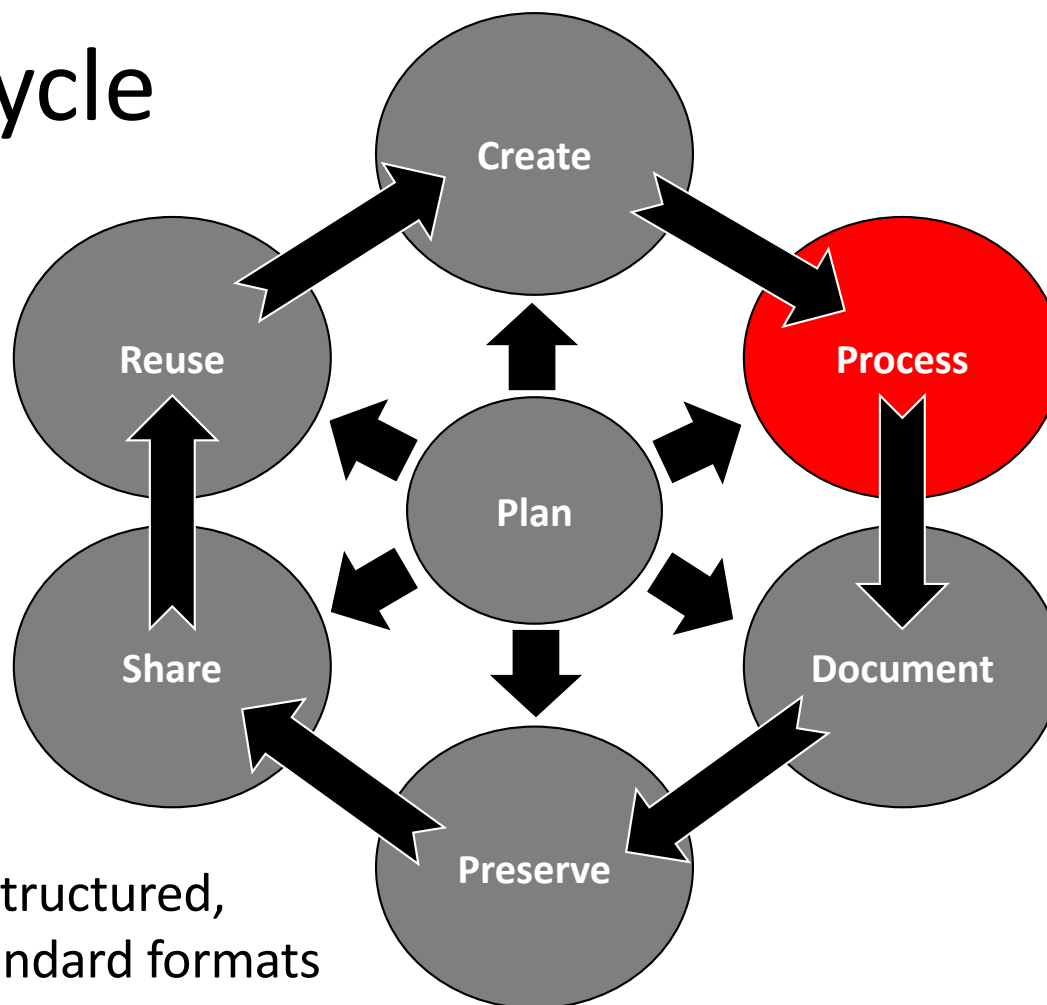 ycle
Create
Process
Reuse
Plan
Share
Document
Preserve
tructured,
ndard formats